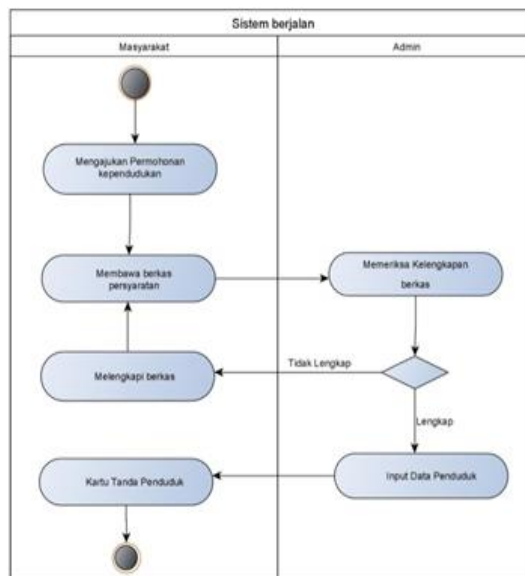 Sistem berjalan
Masyarakat
Admin
Mengajukan Permohonan
kependudukan
Membawa berkas
persyaratan
Memeriksa Kelengkapan
berkas
Melengkapi berkas
Tidak Lengkap
Lengkap
Kartu Tanda Penduduk
Input Data Penduduk